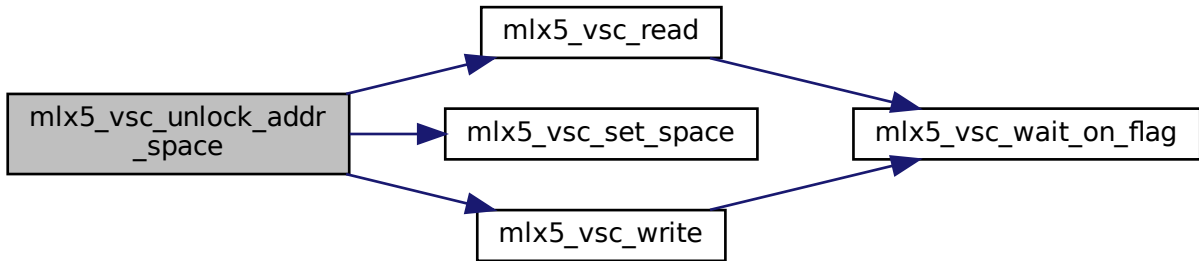 mlx5_vsc_read
mlx5_vsc_unlock_addr
_space
mlx5_vsc_set_space
mlx5_vsc_wait_on_flag
mlx5_vsc_write